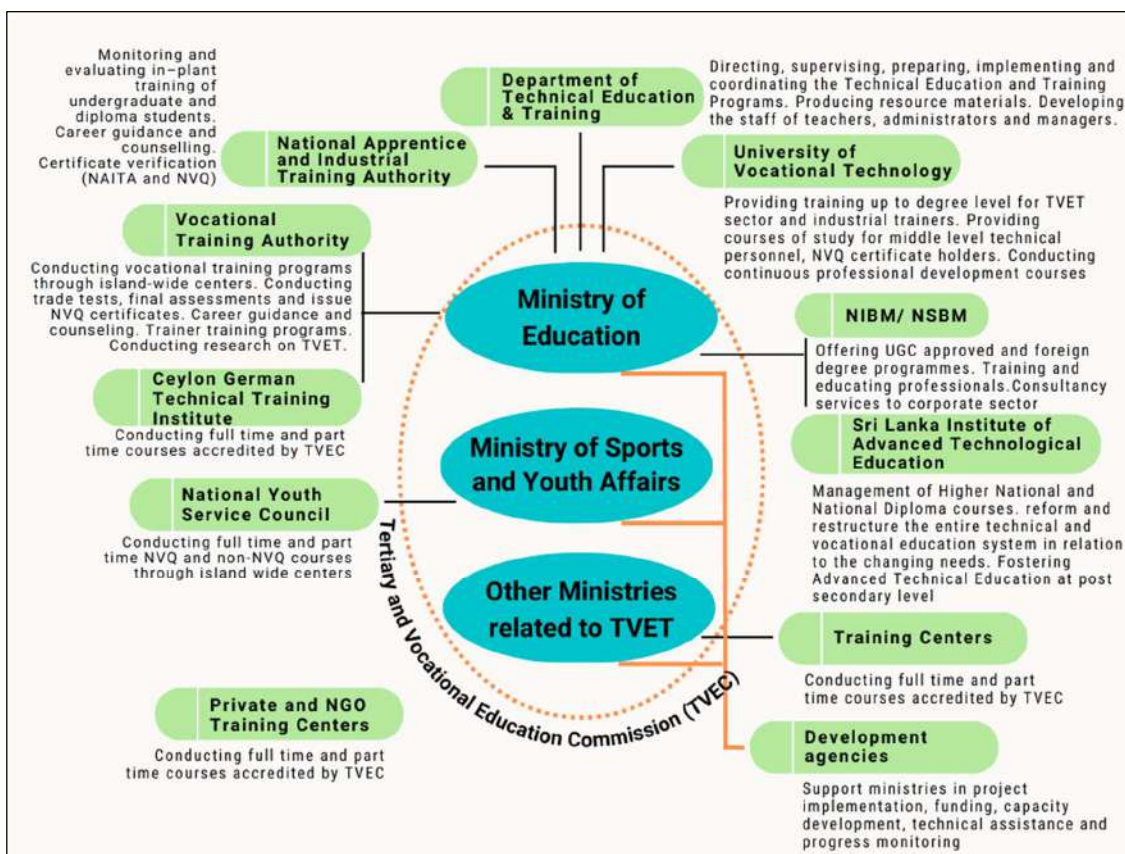 Monitoring and
evaluating in-plant
training of
undergraduate and
diploma students.
Career guidance and
counselling.
Certificate verification
(NAITA and NVQ)
Department of
Technical Education
& Training
Directing, supervising, preparing, implementing and
coordinating the Technical Education and Training
Programs. Producing resource materials. Developing
the staff of teachers, administrators and managers.
National Apprentice
and Industrial
Training Authority
University of
Vocational Technology
Providing training up to degree level for TVET
sector and industrial trainers. Providing
courses of study for middle level technical
personnel, NVQ certificate holders. Conducting
continuous professional development courses
Vocational
Training Authority
Conducting vocational training programs
through island-wide centers. Conducting
trade tests, final assessments and issue
NVQ certificates. Career guidance and
counseling. Trainer training programs.
Conducting research on TVET.
Ministry of
Education
NIBM/ NSBM
Offering UGC approved and foreign
degree programmes. Training and
educating professionals.Consultancy
services to corporate sector
Ceylon German
Technical Training
Institute
Conducting full time and part
time courses accredited by TVEC
Sri Lanka Institute of
Advanced Technological
Education
Management of Higher National and
National Diploma courses. reform and
restructure the entire technical and
vocational education system in relation
to the changing needs. Fostering
Advanced Technical Education at post
secondary level
Ministry of Sports
and Youth Affairs
National Youth
Service Council
Conducting full time and part
time NVQ and non-NVQ courses
through island wide centers
Other Ministries
related to TVET
Tertiary and Vocational Education Commission (TVEC)
Training Centers
Conducting full time and part
time courses accredited by TVEC
Private and NGO
Training Centers
Conducting full time and part
time courses accredited by TVEC
Development
agencies
Support ministries in project
implementation, funding, capacity
development, technical assistance and
progress monitoring